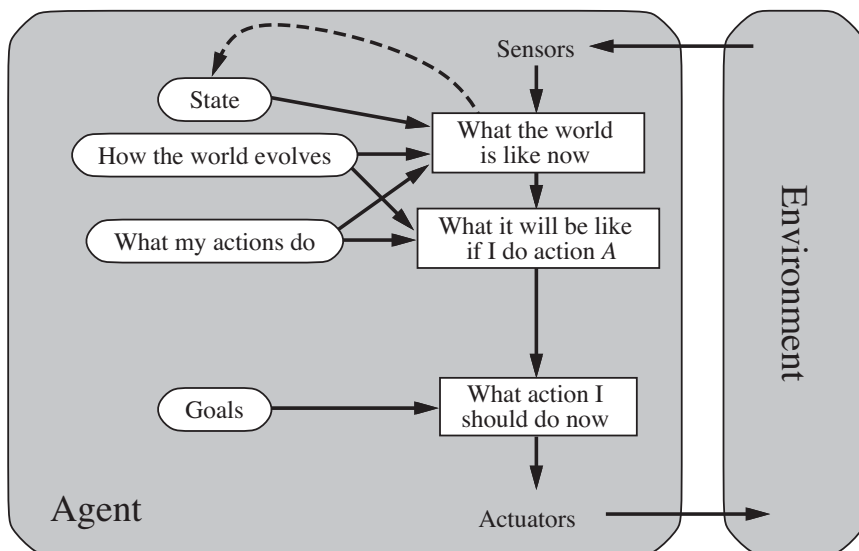 Sensors
State
What the world
is like now
How the world evolves
What my actions do
What it will be like
if I do action A
Goals
What action I
should do now
Agent
Actuators
Environment